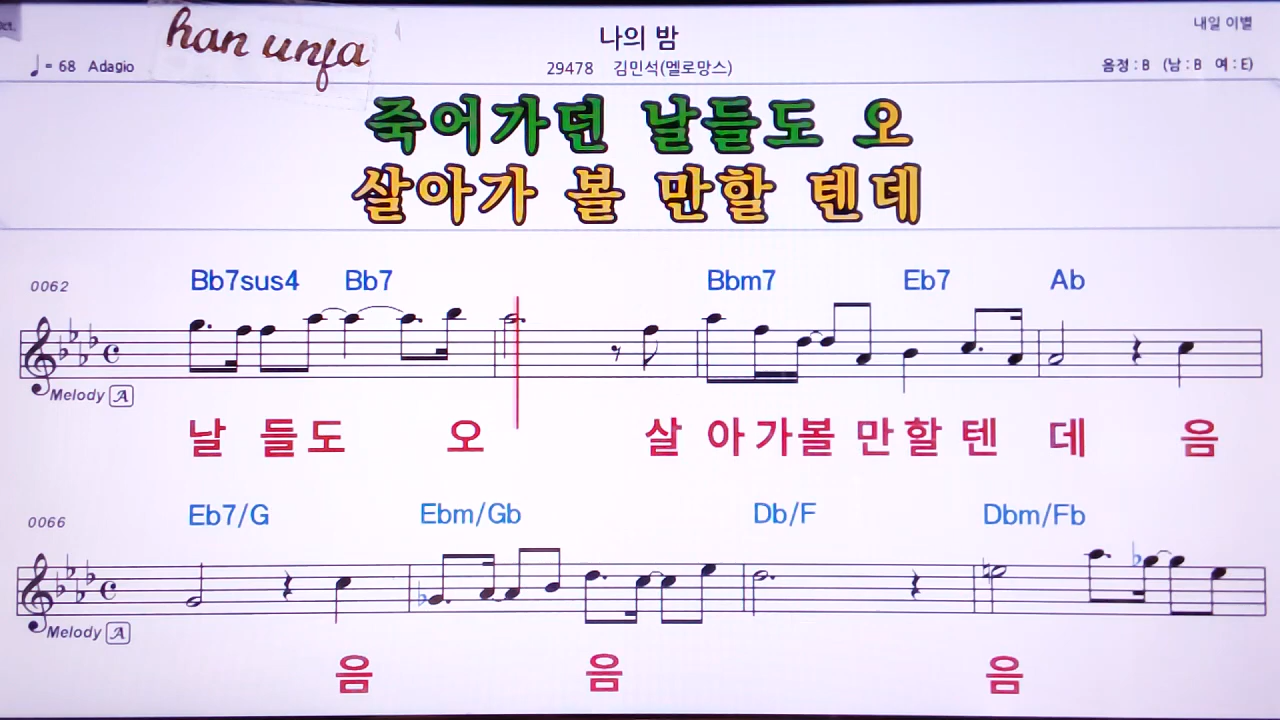 내일 이별
han unfa
나의 밤
♩= 68 Adagio
29478 김민석(멜로망스)
음정 : B (남 : B 여 : E)
죽어가던 날들도 오
살아가 볼 만할 텐데
0062
Bb7sus4 Bb7 Bbm7 Eb7 Ab
Melody A
날 들도 오 살 아가볼 만할 텐 데 음
0066
Eb7/G Ebm/Gb Db/F Dbm/Fb
Melody A
음 음 음